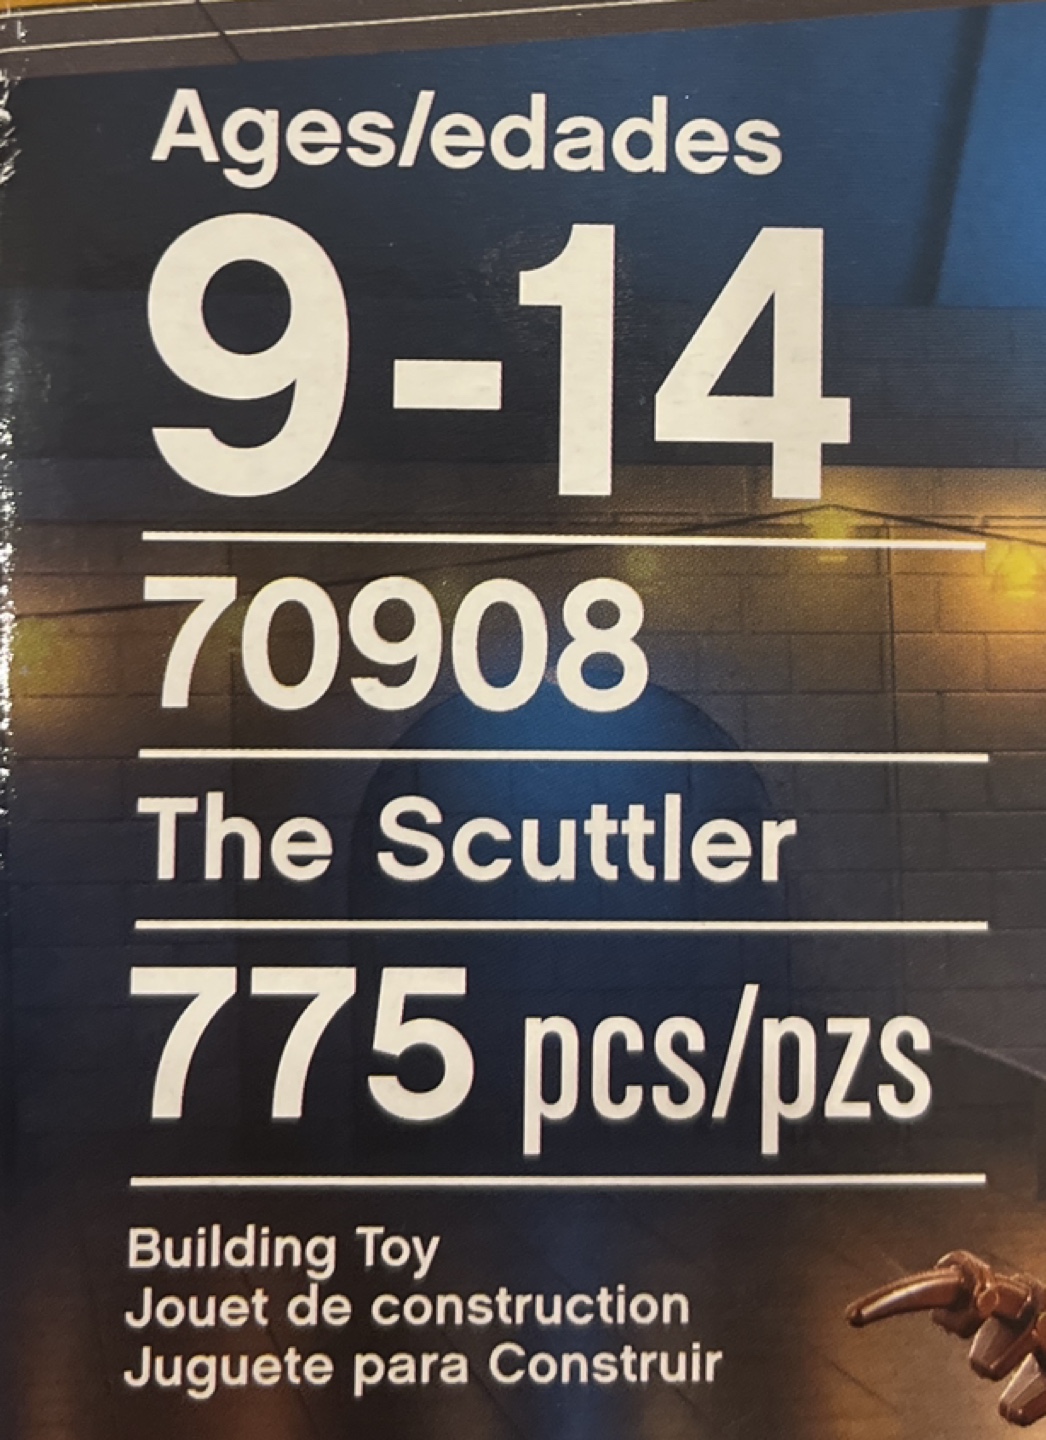 Ages/edades
9-14
70908
The Scuttler
775 pcs/pzs
Building Toy
Jouet de construction
Juguete para Construir